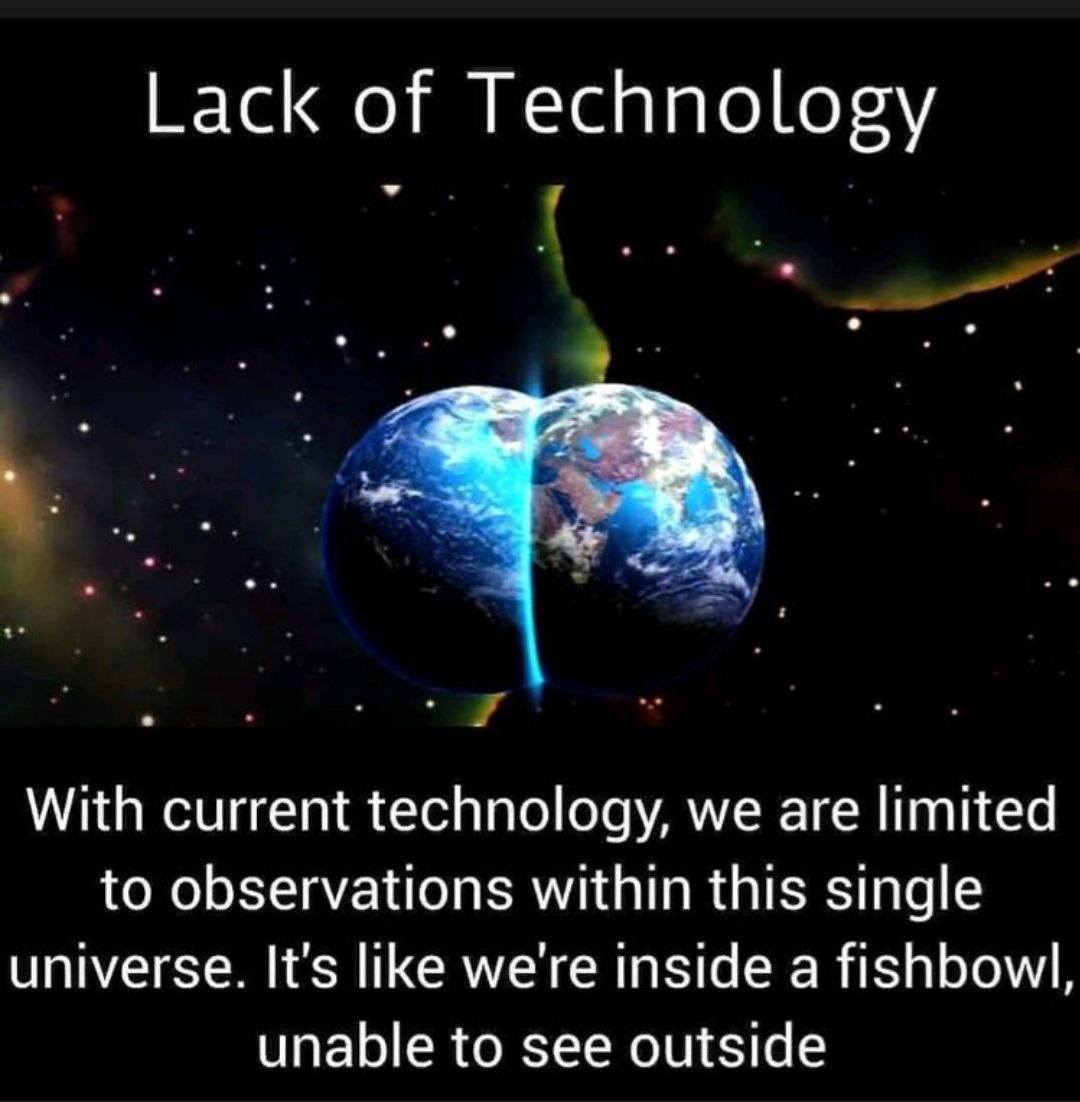 Lack of Technology
With current technology, we are limited
to observations within this single
universe. It's like we're inside a fishbowl,
unable to see outside